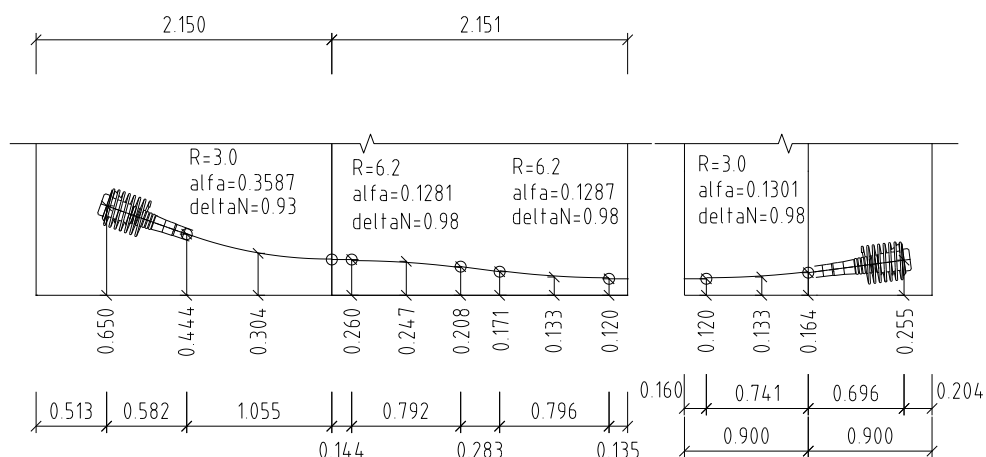 2.150 2.151
R=3.0
alfa=0.3587
deltaN=0.93
R=6.2
alfa=0.1281
deltaN=0.98
R=6.2
alfa=0.1287
deltaN=0.98
R=3.0
alfa=0.1301
deltaN=0.98
0.650
0.444
0.304
0.260
0.247
0.208
0.171
0.133
0.120
0.120
0.133
0.164
0.255
0.513 0.582 1.055 0.792 0.796
0.144 0.283 0.135
0.160 0.741 0.696 0.204
0.900 0.900